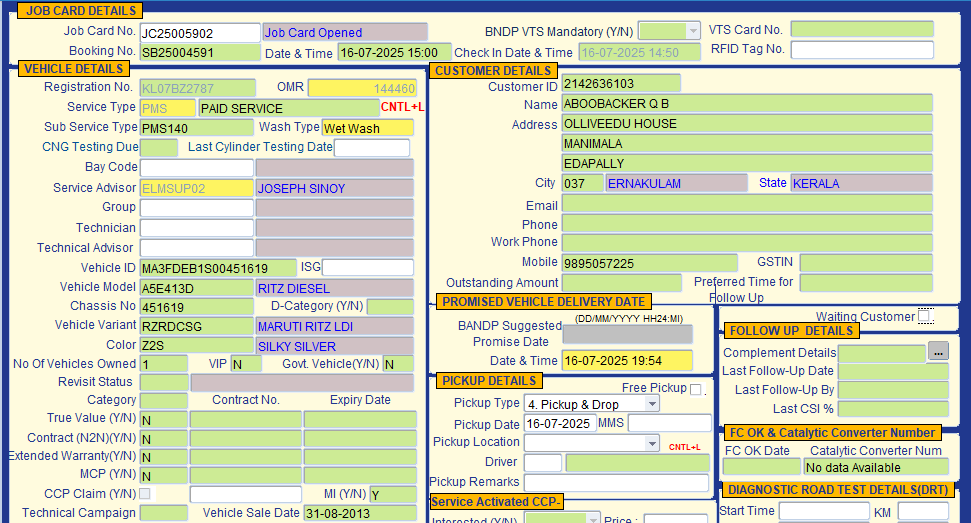 JOB CARD DETAILS
Job Card No. JC25005902 Job Card Opened BNDP VTS Mandatory (Y/N) VTS Card No.
Booking No. SB25004591 Date & Time 16-07-2025 15:00 Check In Date & Time 16-07-2025 14:50 RFID Tag No.
VEHICLE DETAILS
Registration No. KL07BZ2787 OMR 144460
Service Type PMS PAID SERVICE CNTL+L
Sub Service Type PMS140 Wash Type Wet Wash
CNG Testing Due Last Cylinder Testing Date
Bay Code
Service Advisor ELMSUP02 JOSEPH SINOY
Group
Technician
Technical Advisor
Vehicle ID MA3FDEB1S00451619 ISG
Vehicle Model A5E413D RITZ DIESEL
Chassis No 451619 D-Category (Y/N)
Vehicle Variant RZRDCSG MARUTI RITZ LDI
Color Z2S SILKY SILVER
No Of Vehicles Owned 1 VIP N Govt. Vehicle(Y/N) N
Revisit Status
Category Contract No. Expiry Date
True Value (Y/N) N
Contract (N2N)(Y/N) N
Extended Warranty(Y/N) N
MCP (Y/N) N
CCP Claim (Y/N) MI (Y/N) Y
Technical Campaign Vehicle Sale Date 31-08-2013
CUSTOMER DETAILS
Customer ID 2142636103
Name ABOOBACKER Q B
Address OLLIVEEDU HOUSE
MANIMALA
EDAPALLY
City 037 ERNAKULAM State KERALA
Email
Phone
Work Phone
Mobile 9895057225 GSTIN
Outstanding Amount Preferred Time for
Follow Up
PROMISED VEHICLE DELIVERY DATE
(DD/MM/YYYY HH24:MI)
BANDP Suggested
Promise Date
Date & Time 16-07-2025 19:54
PICKUP DETAILS
Free Pickup .
Pickup Type 4. Pickup & Drop
Pickup Date 16-07-2025 MMS
Pickup Location CNTL+L
Driver
Pickup Remarks
Service Activated CCP-
Interested (Y/N) Price :
Waiting Customer .
FOLLOW UP DETAILS
Complement Details ...
Last Follow-Up Date
Last Follow-Up By
Last CSI %
FC OK & Catalytic Converter Number
FC OK Date Catalytic Converter Num
No data Available
DIAGNOSTIC ROAD TEST DETAILS(DRT)
Start Time KM